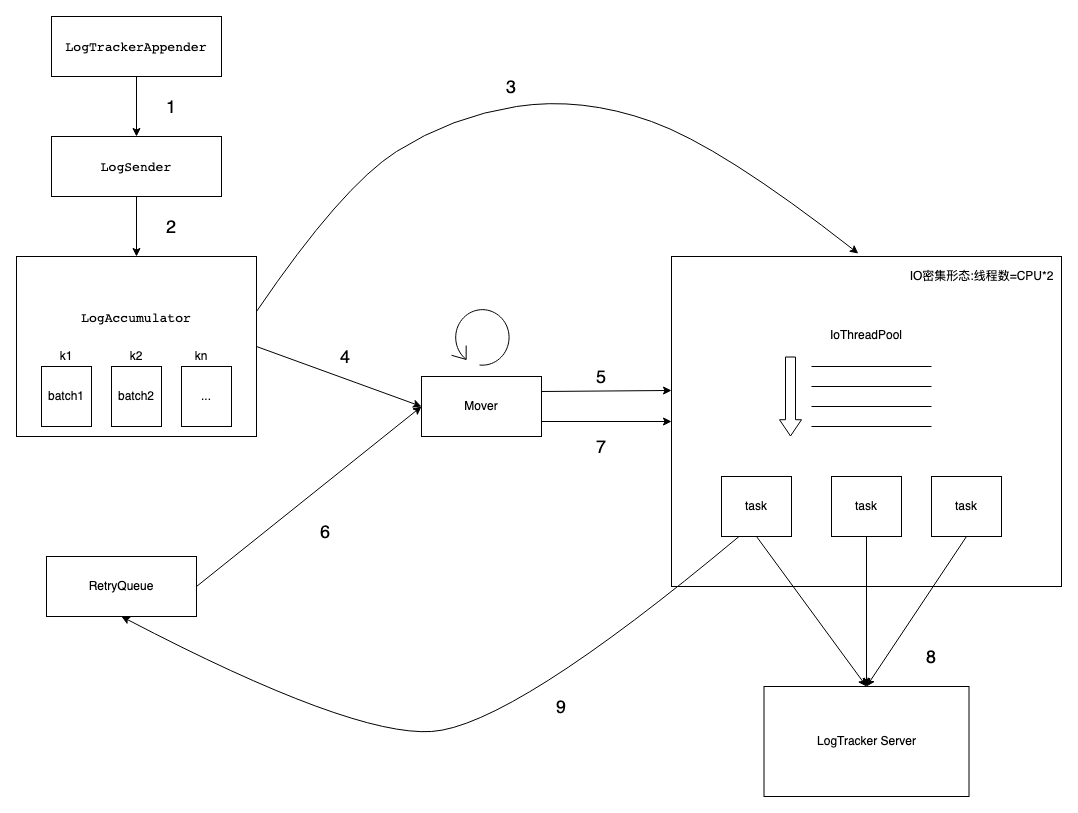 LogTrackerAppender
1
3
LogSender
2
LogAccumulator
k1 k2 kn
batch1 batch2 ...
4
Mover
5
7
IO密集形态:线程数=CPU*2
IoThreadPool
task task task
6
RetryQueue
8
9
LogTracker Server